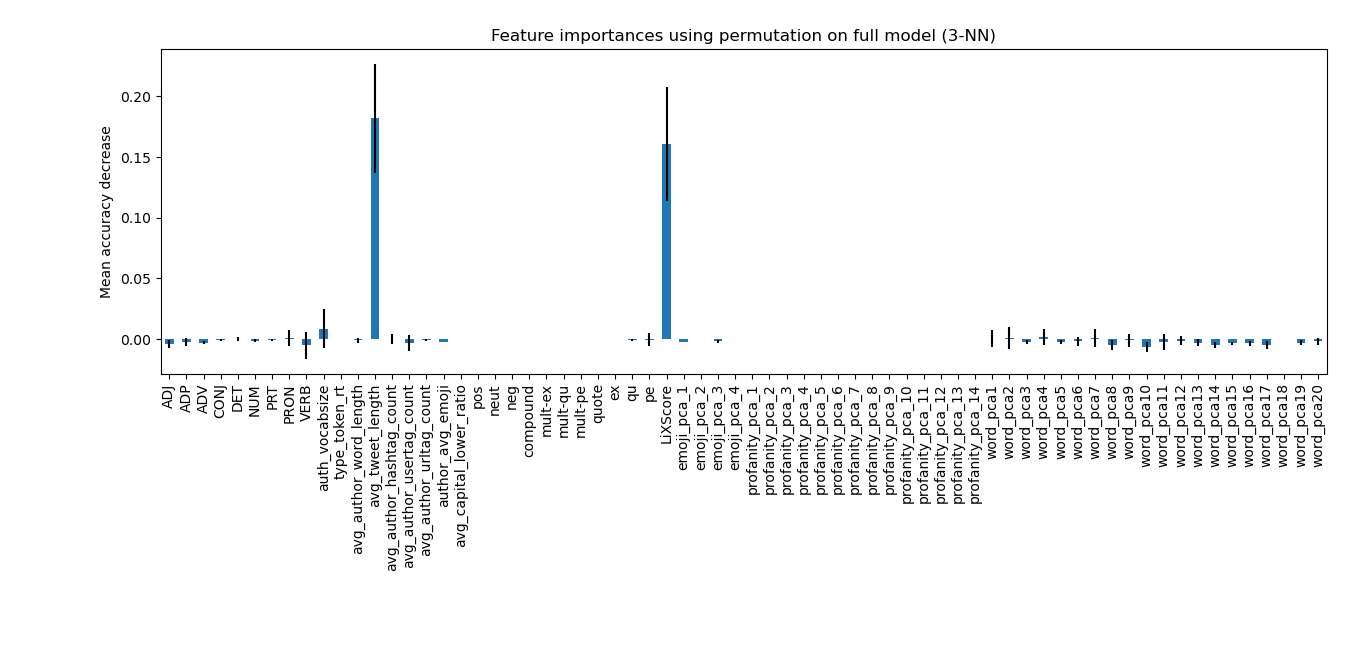 Feature importances using permutation on full model (3-NN)
Mean accuracy decrease
0.20
0.15
0.10
0.05
0.00
ADJ
ADP
ADV
CONJ
DET
NUM
PRT
PRON
VERB
auth_vocabsize
type_token_rt
avg_author_word_length
avg_tweet_length
avg_author_hashtag_count
avg_author_usertag_count
avg_author_urltag_count
author_avg_emoji
avg_capital_lower_ratio
pos
neut
neg
compound
mult-ex
mult-qu
mult-pe
quote
ex
qu
pe
LiXScore
emoji_pca_1
emoji_pca_2
emoji_pca_3
emoji_pca_4
profanity_pca_1
profanity_pca_2
profanity_pca_3
profanity_pca_4
profanity_pca_5
profanity_pca_6
profanity_pca_7
profanity_pca_8
profanity_pca_9
profanity_pca_10
profanity_pca_11
profanity_pca_12
profanity_pca_13
profanity_pca_14
word_pca1
word_pca2
word_pca3
word_pca4
word_pca5
word_pca6
word_pca7
word_pca8
word_pca9
word_pca10
word_pca11
word_pca12
word_pca13
word_pca14
word_pca15
word_pca16
word_pca17
word_pca18
word_pca19
word_pca20